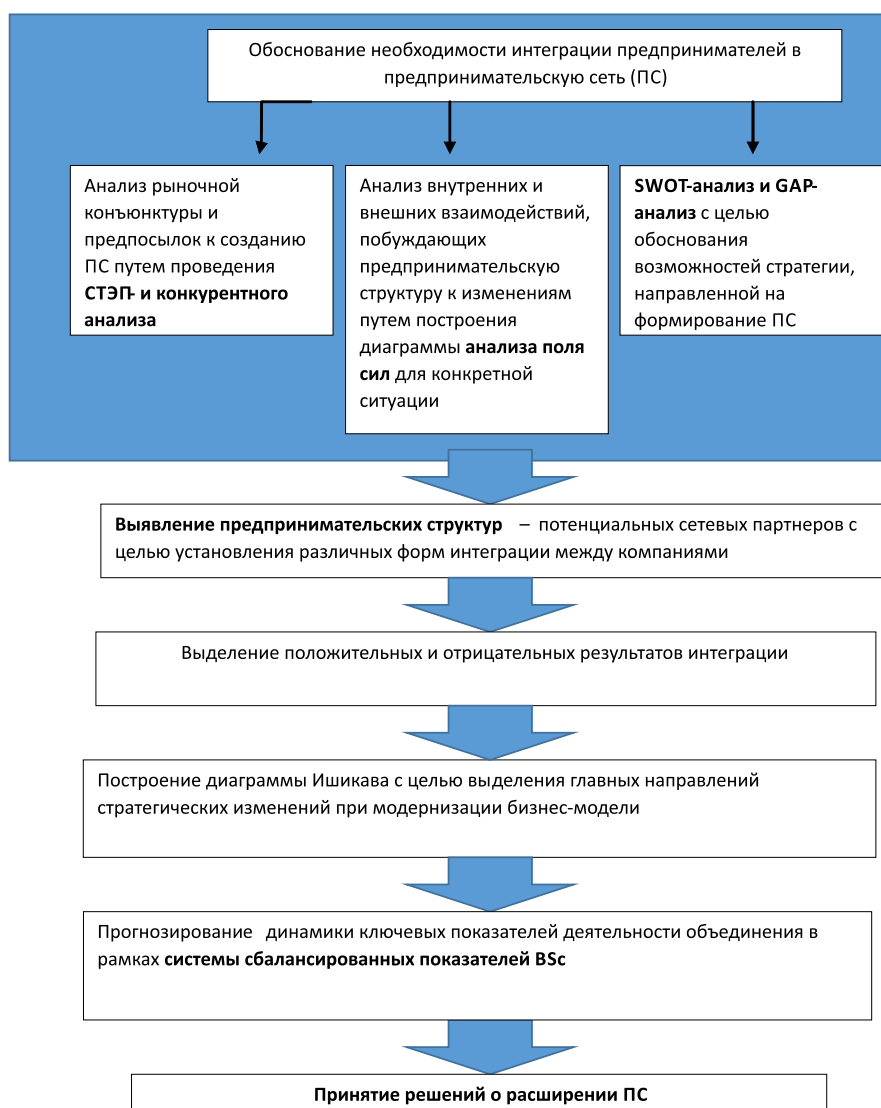 Обоснование необходимости интеграции предпринимателей в
предпринимательскую сеть (ПС)
Анализ рыночной
конъюнктуры и
предпосылок к созданию
ПС путем проведения
СТЭП- и конкурентного
анализа
Анализ внутренних и
внешних взаимодействий,
побуждающих
предпринимательскую
структуру к изменениям
путем построения
диаграммы анализа поля
сил для конкретной
ситуации
SWOT-анализ и GAP-
анализ с целью
обоснования
возможностей стратегии,
направленной на
формирование ПС
Выявление предпринимательских структур – потенциальных сетевых партнеров с
целью установления различных форм интеграции между компаниями
Выделение положительных и отрицательных результатов интеграции
Построение диаграммы Ишикава с целью выделения главных направлений
стратегических изменений при модернизации бизнес-модели
Прогнозирование динамики ключевых показателей деятельности объединения в
рамках системы сбалансированных показателей BSc
Принятие решений о расширении ПС